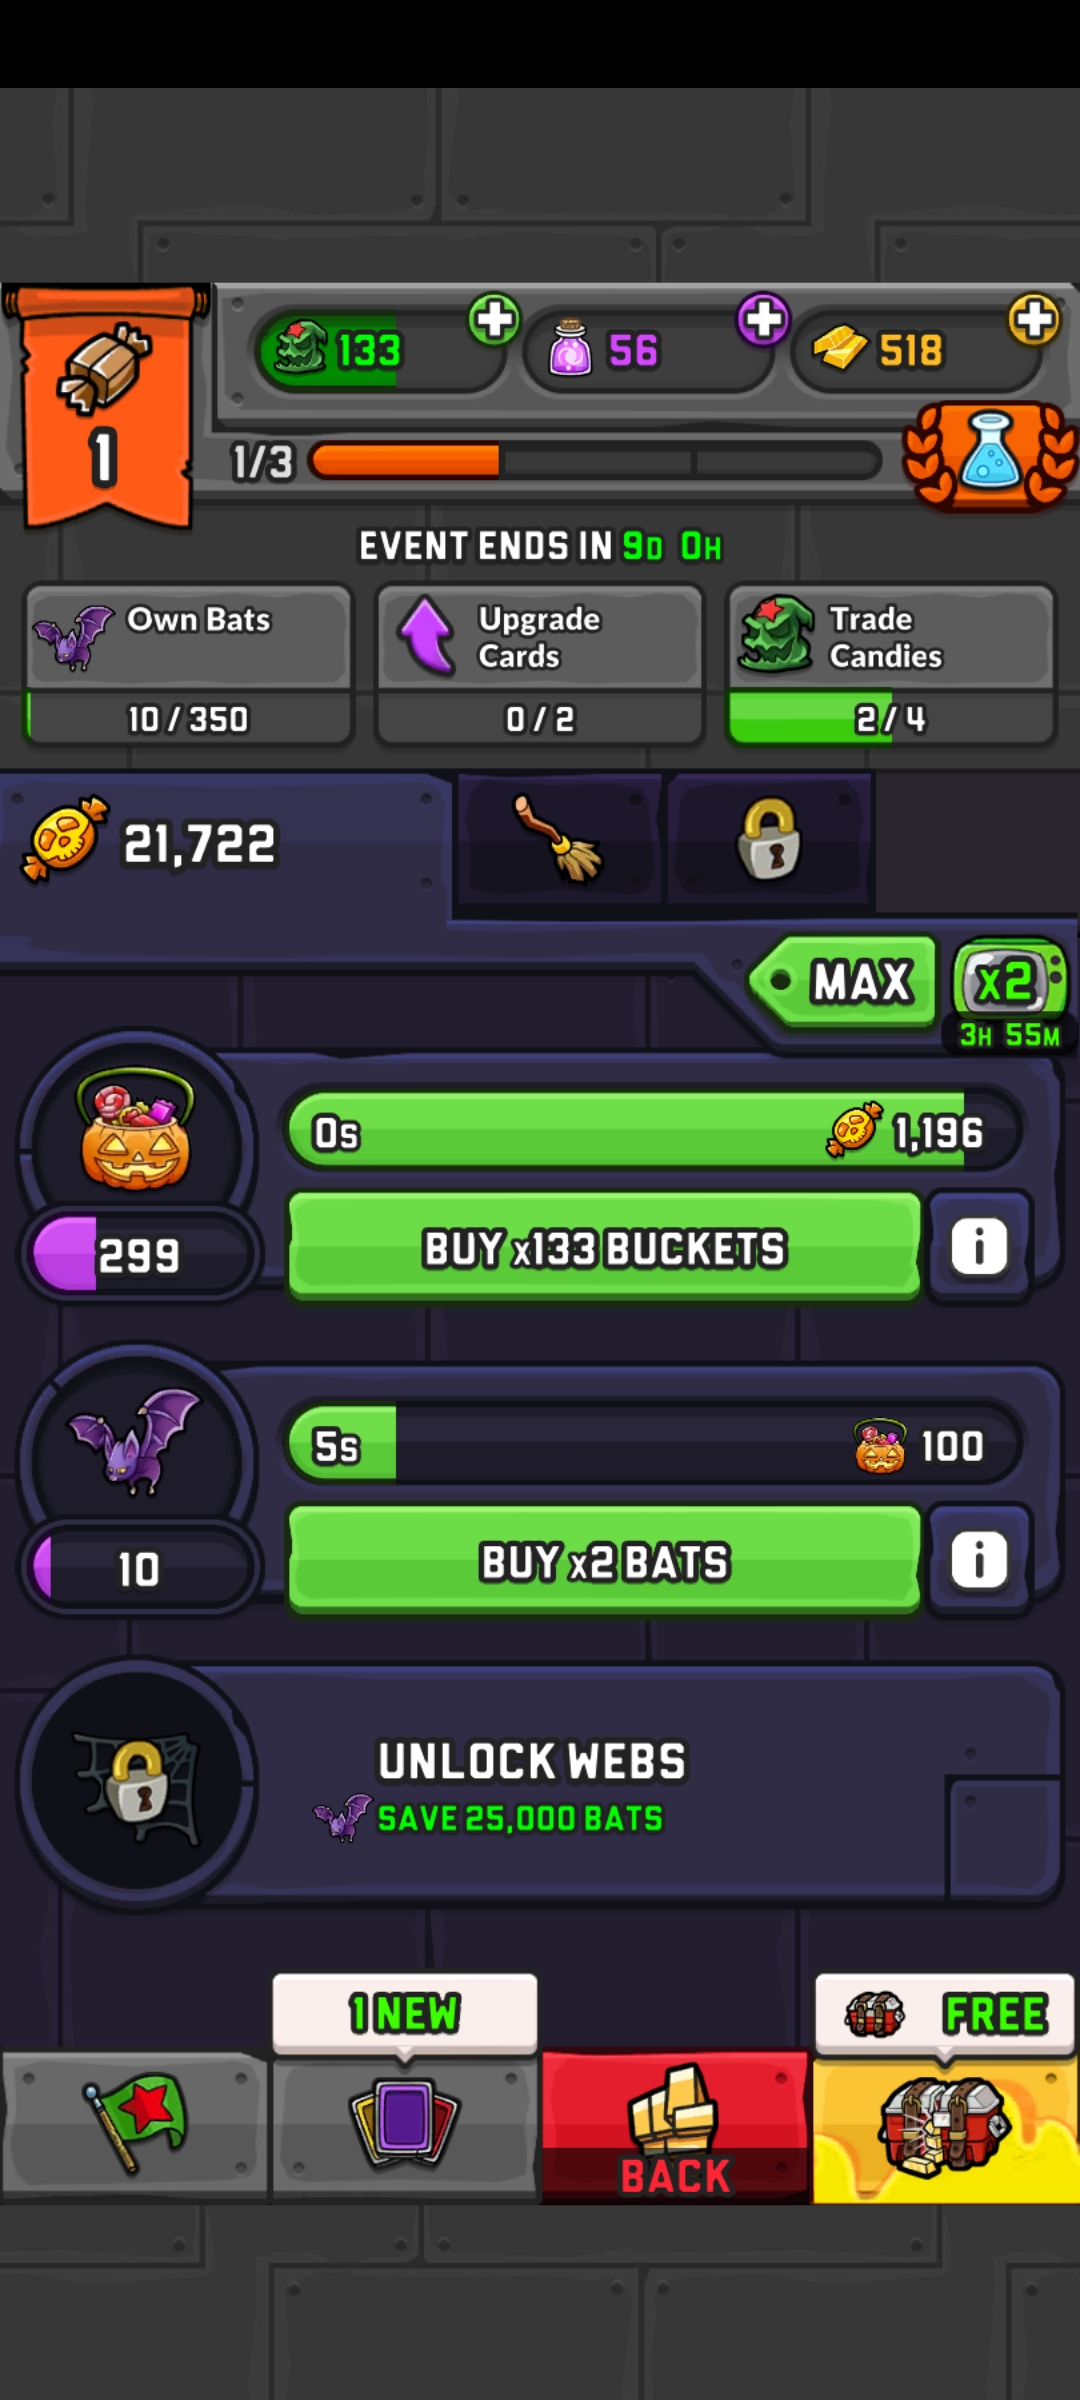 133
56
518
1
1/3
EVENT ENDS IN 9D 0H
Own Bats
10 / 350
Upgrade
Cards
0 / 2
Trade
Candies
2 / 4
21,722
MAX
x2
3H 55M
0s
1,196
299
BUY x133 BUCKETS
i
5s
100
10
BUY x2 BATS
i
UNLOCK WEBS
SAVE 25,000 BATS
1 NEW
FREE
BACK